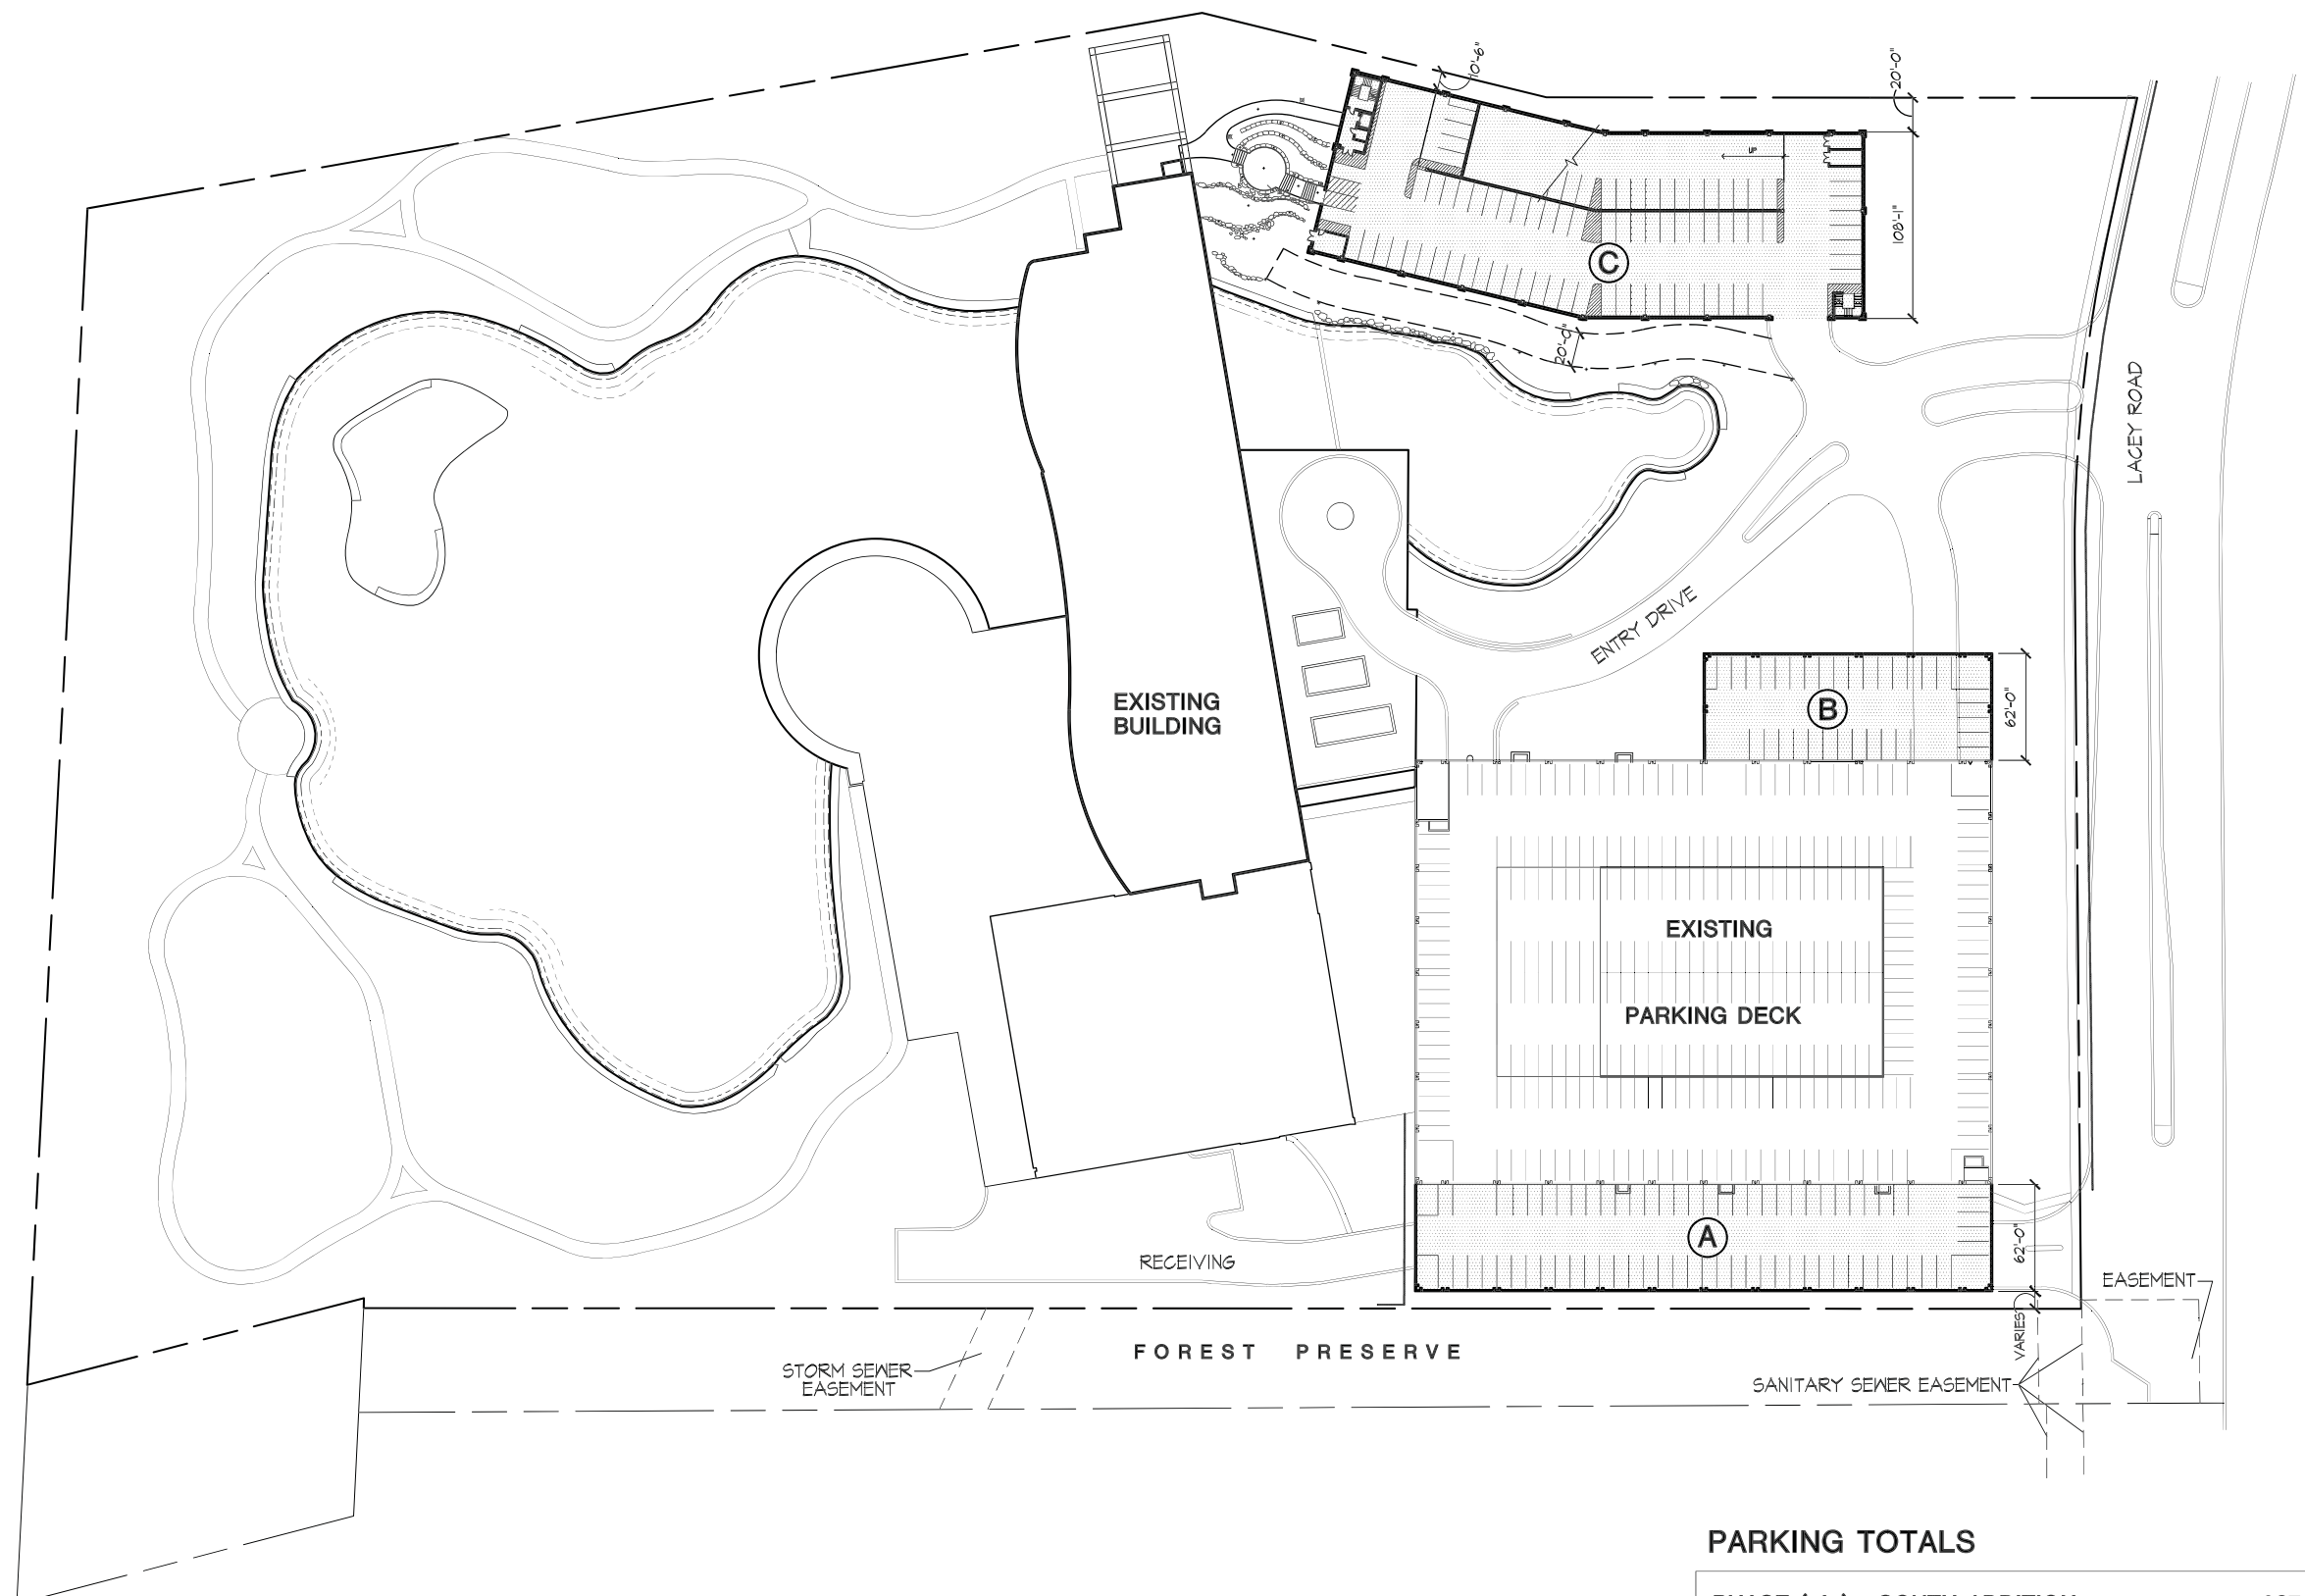 10'-6"
20'-0"
UP
108'-1"
C
20'-0"
LACEY ROAD
ENTRY DRIVE
EXISTING
BUILDING
B
62'-0"
EXISTING
PARKING DECK
A
62'-0"
RECEIVING
EASEMENT
VARIES
FOREST PRESERVE
STORM SEWER
EASEMENT
SANITARY SEWER EASEMENT
PARKING TOTALS